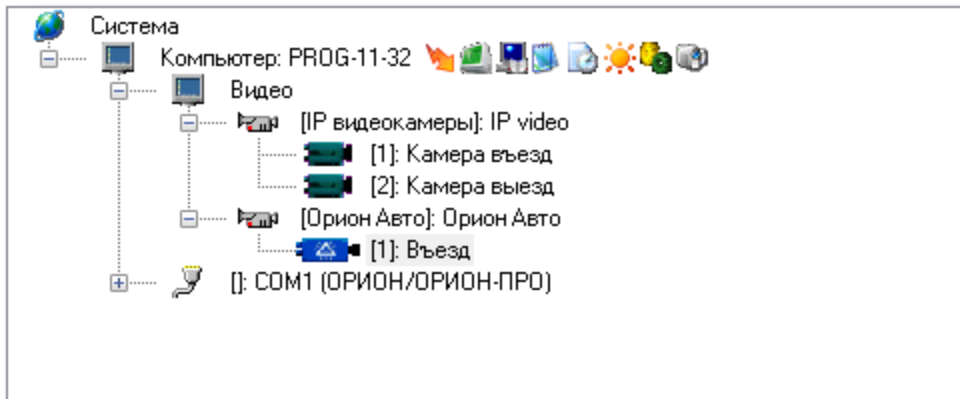 Система
Компьютер: PROG-11-32
Видео
[IP видеокамеры]: IP video
[1]: Камера въезд
[2]: Камера выезд
[Орион Авто]: Орион Авто
[1]: Въезд
[]: COM1 (ОРИОН/ОРИОН-ПРО)